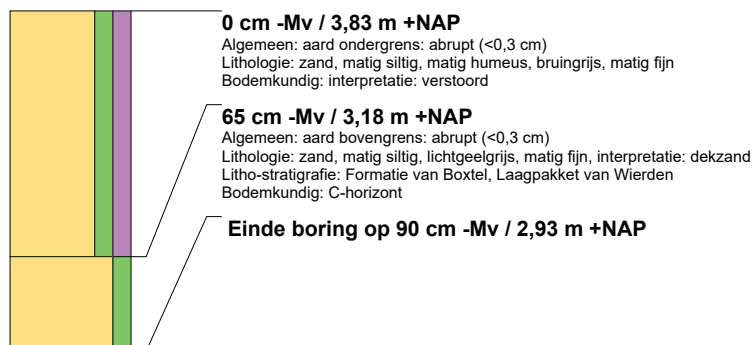 0 cm -Mv / 3,83 m +NAP
Algemeen: aard ondergrens: abrupt (<0,3 cm)
Lithologie: zand, matig siltig, matig humeus, bruingrijs, matig fijn
Bodemkundig: interpretatie: verstoord
65 cm -Mv / 3,18 m +NAP
Algemeen: aard bovengrens: abrupt (<0,3 cm)
Lithologie: zand, matig siltig, lichtgeelgrijs, matig fijn, interpretatie: dekzand
Litho-stratigrafie: Formatie van Boxtel, Laagpakket van Wierden
Bodemkundig: C-horizont
Einde boring op 90 cm -Mv / 2,93 m +NAP